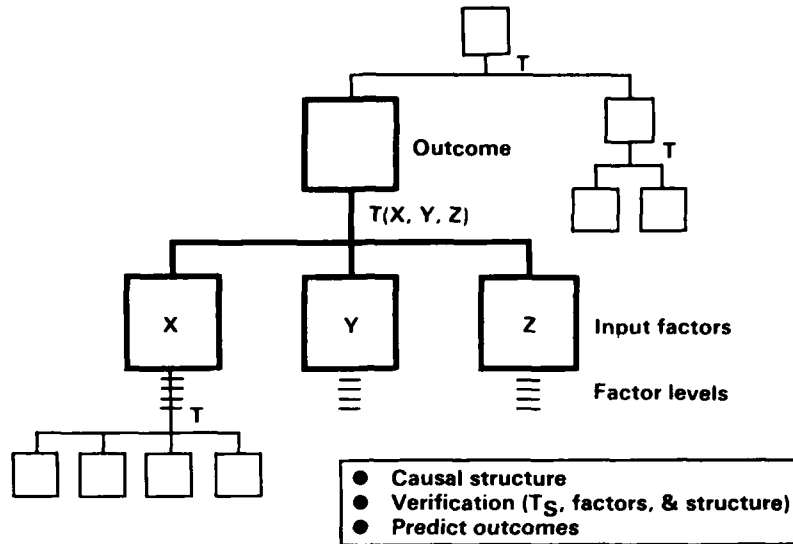 T
Outcome
T
T(X, Y, Z)
X
Y
Z
Input factors
Factor levels
T
● Causal structure
● Verification (TS, factors, & structure)
● Predict outcomes